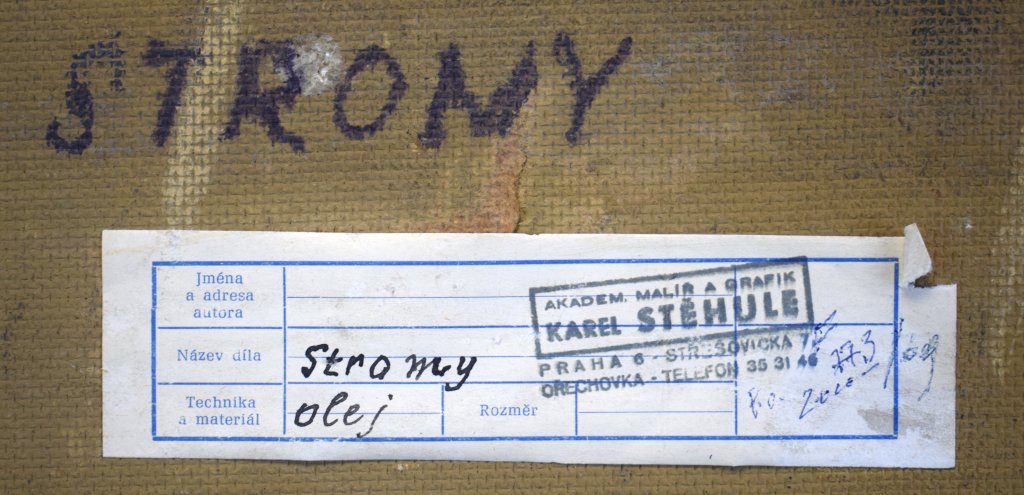 STROMY
Jména
a adresa
autora
AKADEM. MALÍŘ A GRAFIK
KAREL STĚHULE
PRAHA 6 - STŘEŠOVICKÁ
OŘECHOVKA - TELEFON 35 31 46
Název díla
Stromy
773
Technika
a materiál
olej
Rozměr